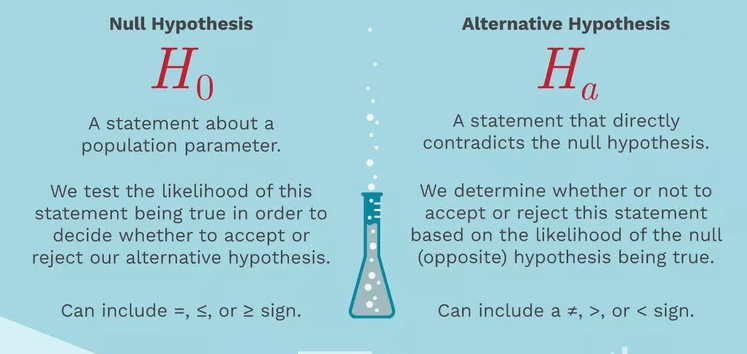 Null Hypothesis
H0
A statement about a
population parameter.
We test the likelihood of this
statement being true in order to
decide whether to accept or
reject our alternative hypothesis.
Can include =, ≤, or ≥ sign.
Alternative Hypothesis
Ha
A statement that directly
contradicts the null hypothesis.
We determine whether or not to
accept or reject this statement
based on the likelihood of the null
(opposite) hypothesis being true.
Can include a ≠, >, or < sign.